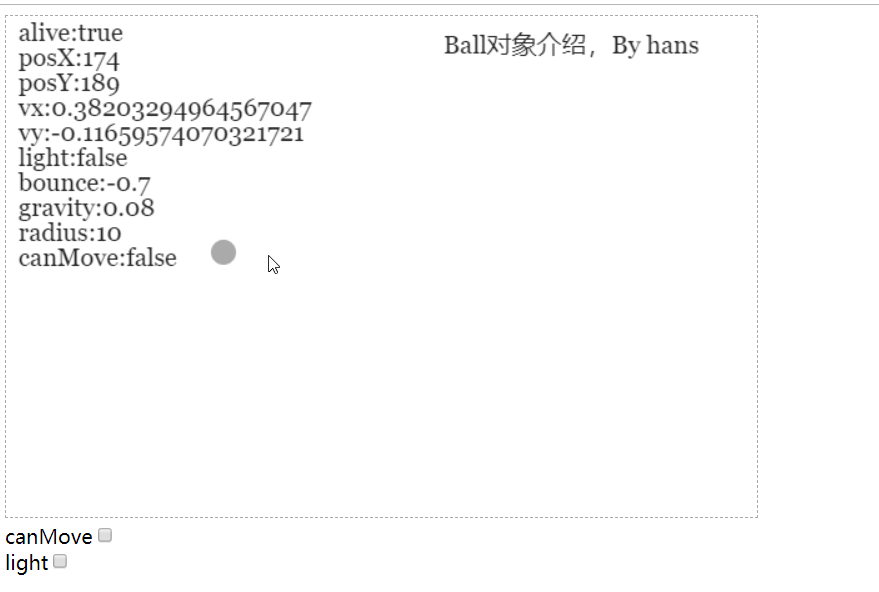 alive:true
Ball对象介绍，By hans
posX:174
posY:189
vx:0.38203294964567047
vy:-0.11659574070321721
light:false
bounce:-0.7
gravity:0.08
radius:10
canMove:false
canMove
light